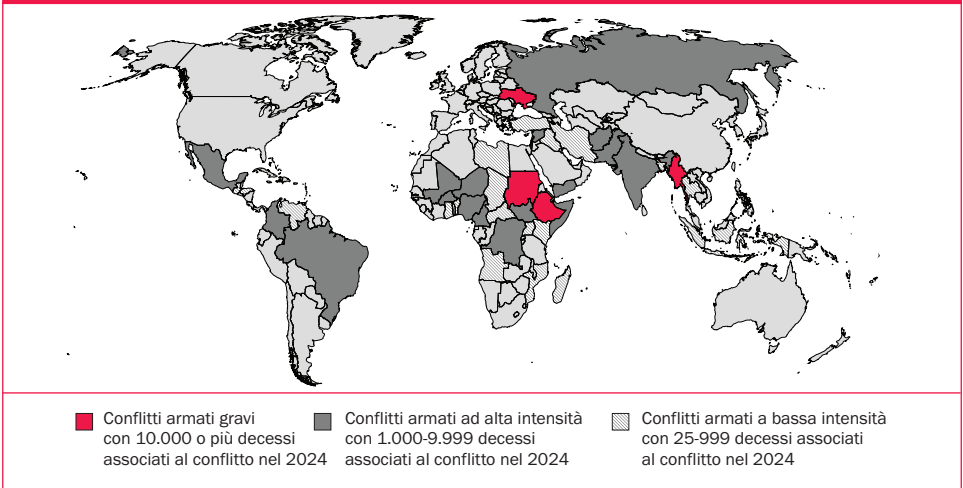 Conflitti armati gravi
con 10.000 o più decessi
associati al conflitto nel 2024
Conflitti armati ad alta intensità
con 1.000-9.999 decessi
associati al conflitto nel 2024
Conflitti armati a bassa intensità
con 25-999 decessi associati
al conflitto nel 2024